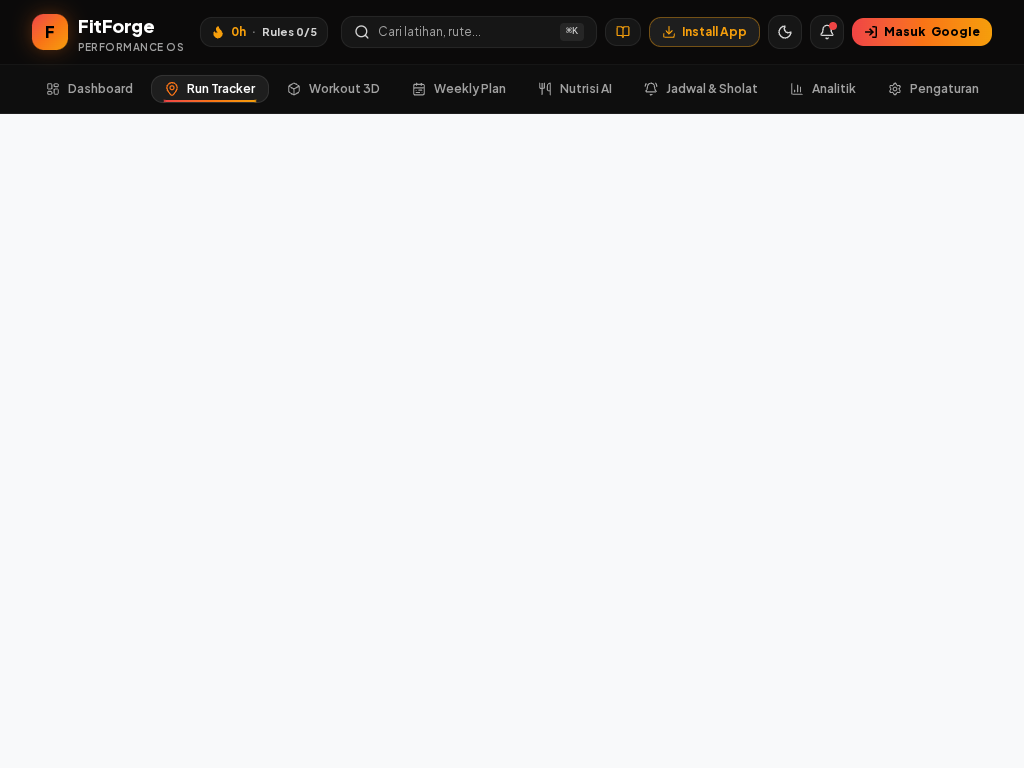 F
FitForge
PERFORMANCE OS
0h · Rules 0/5
Cari latihan, rute...
⌘K
Install App
Masuk Google
Dashboard
Run Tracker
Workout 3D
Weekly Plan
Nutrisi AI
Jadwal & Sholat
Analitik
Pengaturan